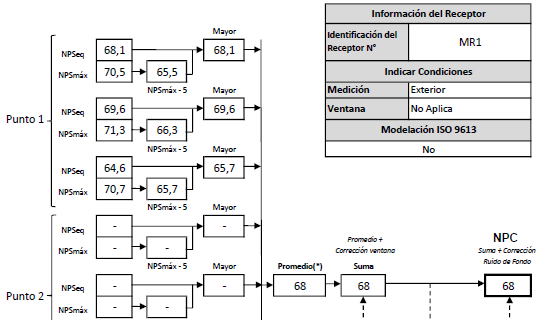 Mayor
NPSeq 68,1 68,1
NPSmáx 70,5 65,5
NPSmáx - 5
Mayor
Punto 1
NPSeq 69,6 69,6
NPSmáx 71,3 66,3
NPSmáx - 5
Mayor
NPSeq 64,6 65,7
NPSmáx 70,7 65,7
NPSmáx - 5
Mayor
NPSeq - -
NPSmáx - -
NPSmáx - 5
Mayor
Punto 2
NPSeq - -
NPSmáx - -
Promedio(*)
68
Promedio +
Corrección ventana
Suma
68
NPC
Suma + Corrección
Ruido de Fondo
68
Información del Receptor
Identificación del
Receptor N°
MR1
Indicar Condiciones
Medición Exterior
Ventana No Aplica
Modelación ISO 9613
No